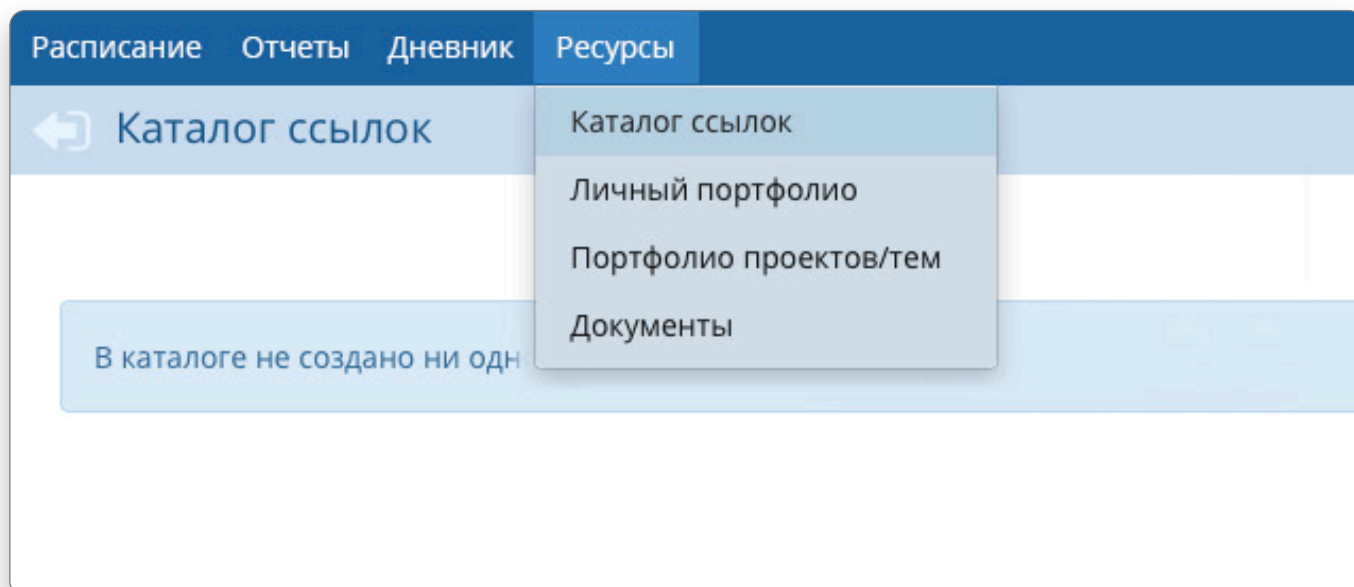 Расписание Отчеты Дневник Ресурсы
Каталог ссылок
Каталог ссылок
Личный портфолио
Портфолио проектов/тем
Документы
В каталоге не создано ни одн